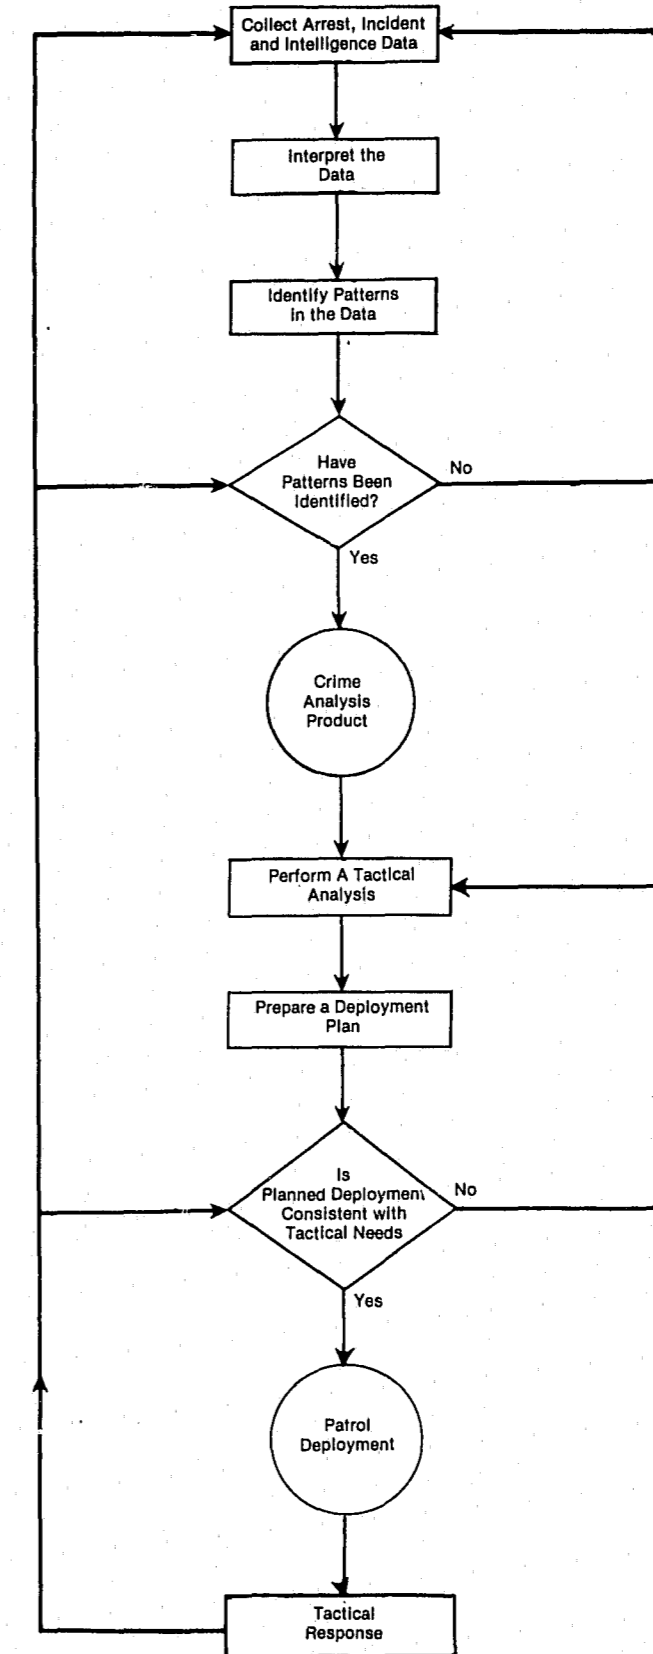 Collect Arrest, Incident
and Intelligence Data
Interpret the
Data
Identify Patterns
in the Data
Have
Patterns Been
Identified?
No
Yes
Crime
Analysis
Product
Perform A Tactical
Analysis
Prepare a Deployment
Plan
Is
Planned Deployment
Consistent with
Tactical Needs
No
Yes
Patrol
Deployment
Tactical
Response